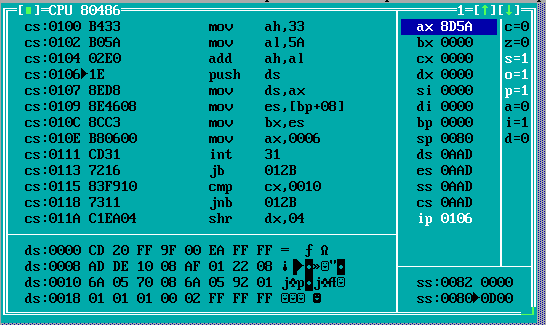 [■]=CPU 80486 1=[↑][↓]
cs:0100 B433 mov ah,33
cs:0102 B05A mov al,5A
cs:0104 02E0 add ah,al
cs:0106►1E push ds
cs:0107 8ED8 mov ds,ax
cs:0109 8E4608 mov es,[bp+08]
cs:010C 8CC3 mov bx,es
cs:010E B80600 mov ax,0006
cs:0111 CD31 int 31
cs:0113 7216 jb 012B
cs:0115 83F910 cmp cx,0010
cs:0118 7311 jnb 012B
cs:011A C1EA04 shr dx,04
ax 8D5A c=0
bx 0000 z=0
cx 0000 s=1
dx 0000 o=1
si 0000 p=1
di 0000 a=0
bp 0000 i=1
sp 0080 d=0
ds 0AAD
es 0AAD
ss 0AAD
cs 0AAD
ip 0106
ds:0000 CD 20 FF 9F 00 EA FF FF = ƒ Ω
ds:0008 AD DE 10 08 AF 01 22 08
ds:0010 6A 05 70 08 6A 05 92 01
ds:0018 01 01 01 00 02 FF FF FF
ss:0082 0000
ss:0080►0D00